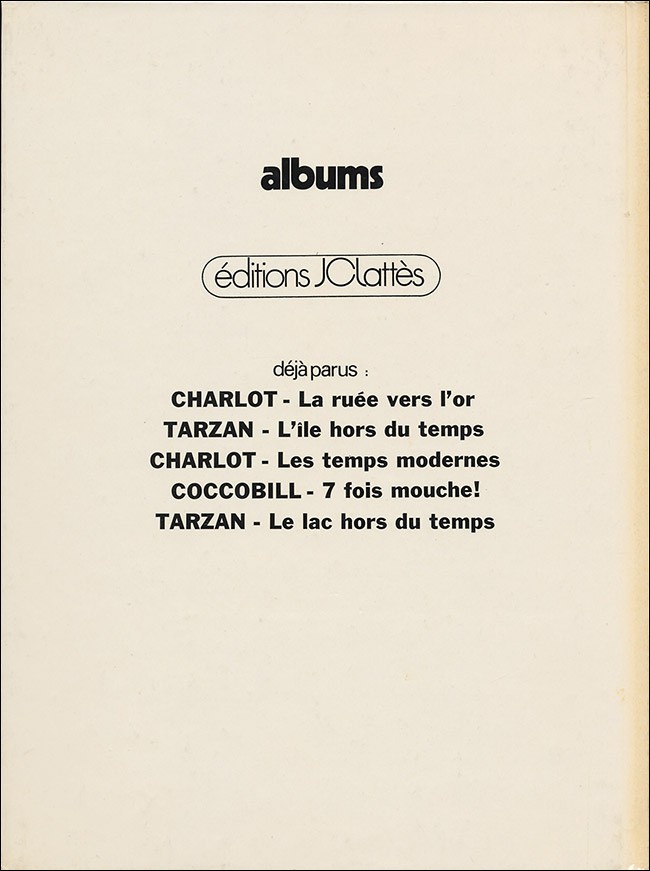 albums
éditions JClattès
déjà parus :
CHARLOT - La ruée vers l'or
TARZAN - L'île hors du temps
CHARLOT - Les temps modernes
COCCOBILL - 7 fois mouche!
TARZAN - Le lac hors du temps